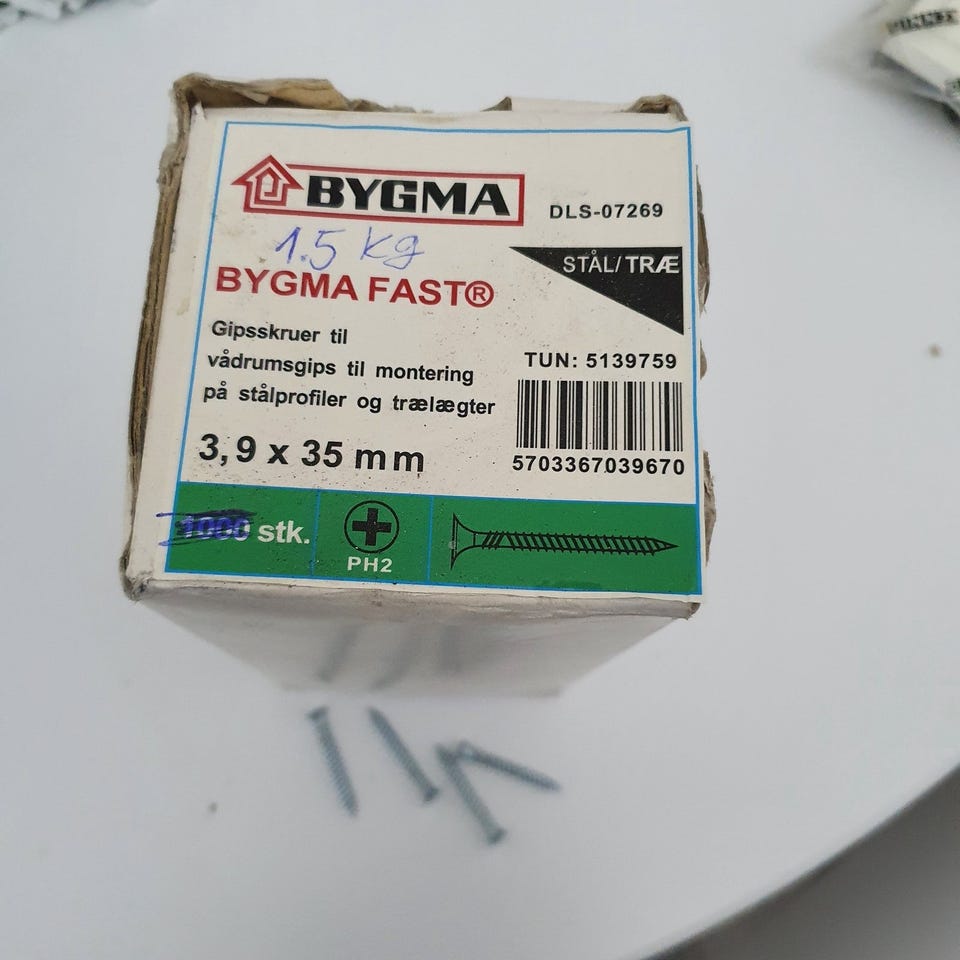 BYGMA
DLS-07269
1.5 kg
STÅL/TRÆ
BYGMA FAST®
Gipsskruer til
vådrumsgips til montering
på stålprofiler og trælægter
TUN: 5139759
5703367039670
3,9 x 35 mm
1000 stk.
PH2